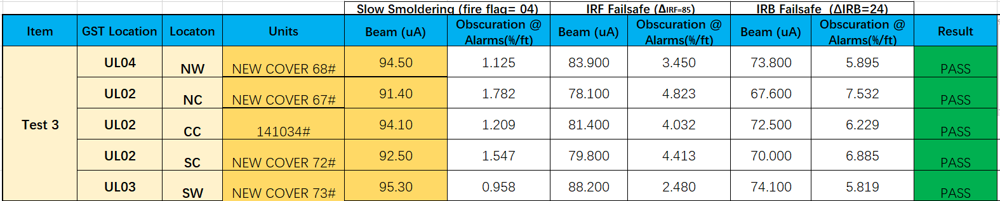 Slow Smoldering (fire flag= 04) IRF Failsafe (ΔIRF=85) IRB Failsafe (ΔIRB=24)
Item GST Location Locaton Units Beam (uA) Obscuration @ Alarms(%/ft) Beam (uA) Obscuration @ Alarms(%/ft) Beam (uA) Obscuration @ Alarms(%/ft) Result
UL04 NW NEW COVER 68# 94.50 1.125 83.900 3.450 73.800 5.895 PASS
UL02 NC NEW COVER 67# 91.40 1.782 78.100 4.823 67.600 7.532 PASS
Test 3 UL02 CC 141034# 94.10 1.209 81.400 4.032 72.500 6.229 PASS
UL02 SC NEW COVER 72# 92.50 1.547 79.800 4.413 70.000 6.885 PASS
UL03 SW NEW COVER 73# 95.30 0.958 88.200 2.480 74.100 5.819 PASS